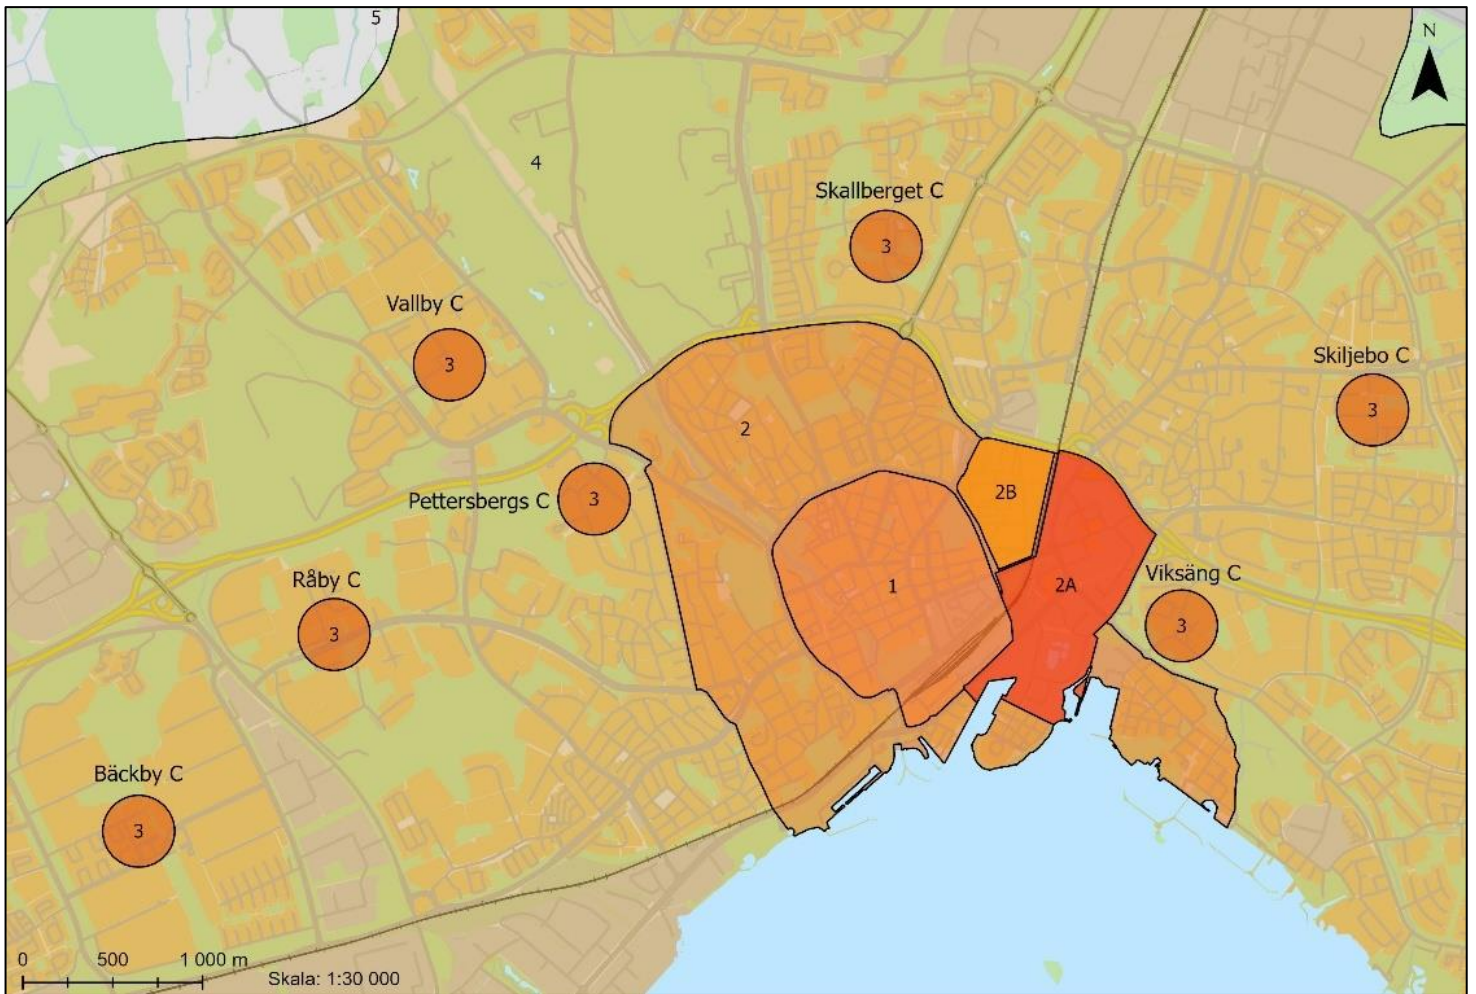 5
N
4
Skallberget C
3
Vallby C
3
Skiljebo C
3
2
Pettersbergs C
3
2B
1
2A
Viksäng C
3
Råby C
3
Bäckby C
3
0 500 1 000 m
Skala: 1:30 000